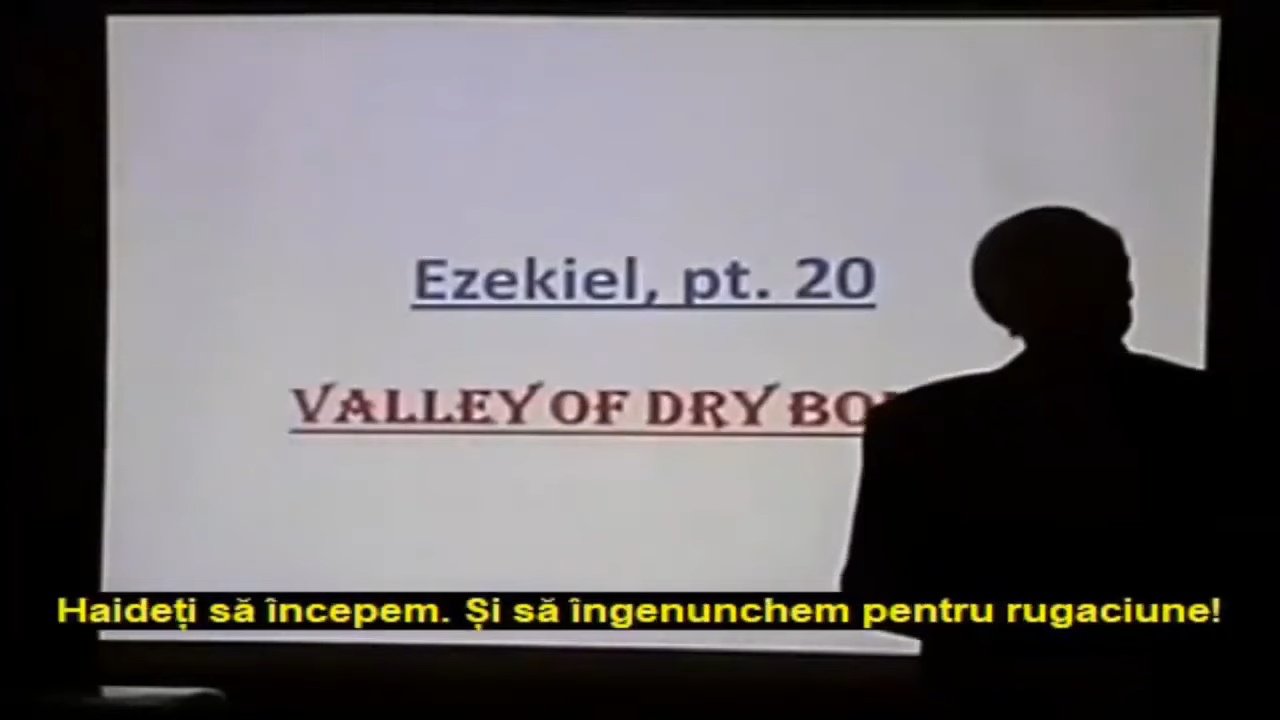 Ezekiel, pt. 20
VALLEY OF DRY
Haideți să începem. Și să îngenunchem pentru rugaciune!